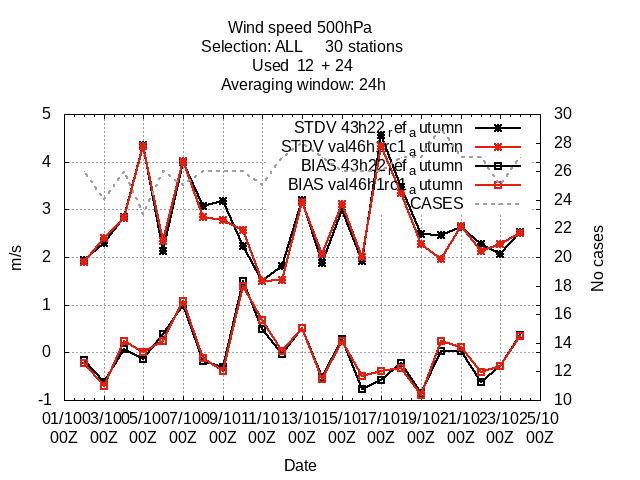 Wind speed 500hPa
Selection: ALL 30 stations
Used 12 + 24
Averaging window: 24h
5
4
3
2
1
0
-1
30
28
26
24
22
20
18
16
14
12
10
m/s
No cases
STDV 43h22ref_autumn
STDV val46h1rc1autumn
BIAS 43h22ref_autumn
BIAS val46h1rc1autumn
CASES
01/10 03/10 05/10 07/10 09/10 11/10 13/10 15/10 17/10 19/10 21/10 23/10 25/10
00Z 00Z 00Z 00Z 00Z 00Z 00Z 00Z 00Z 00Z 00Z 00Z 00Z
Date